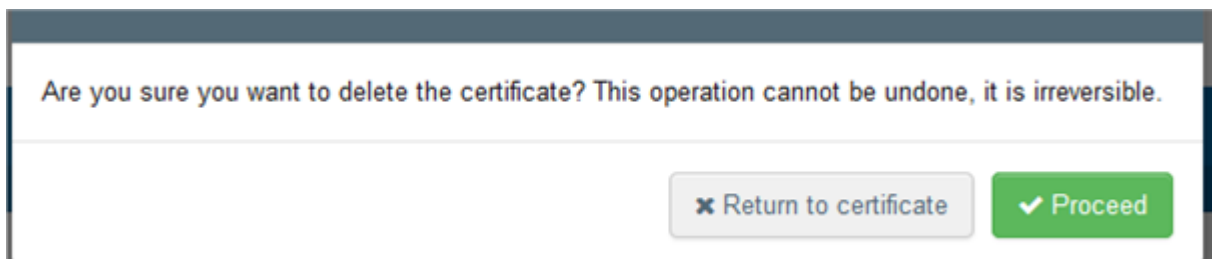 Are you sure you want to delete the certificate? This operation cannot be undone, it is irreversible.
Return to certificate
Proceed